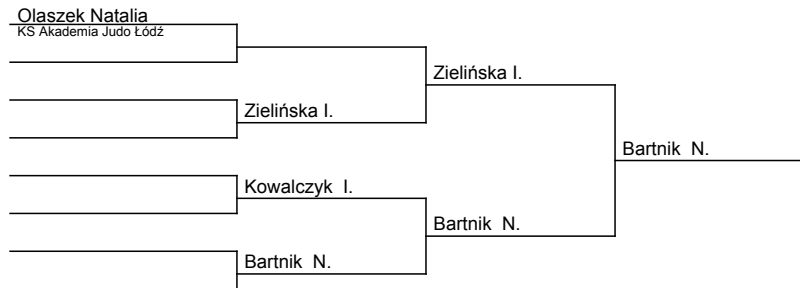 Olaszek Natalia
KS Akademia Judo Łódź
Zielińska I.
Zielińska I.
Bartnik  N.
Kowalczyk  I.
Bartnik  N.
Bartnik  N.